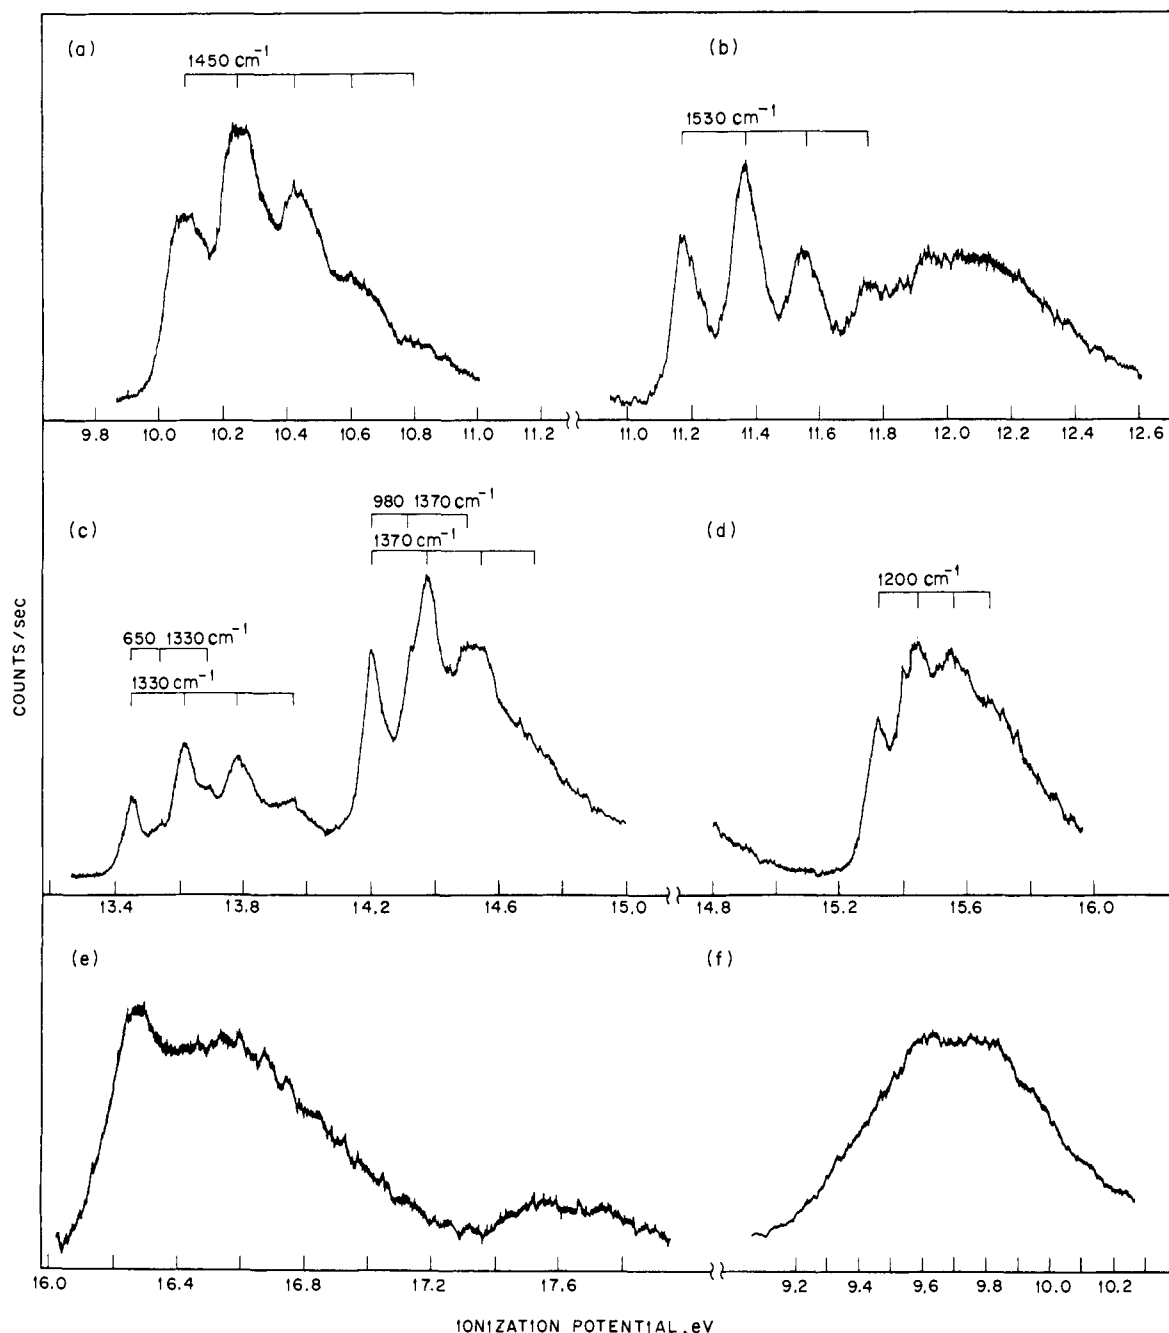 (a)
1450 cm⁻¹
(b)
1530 cm⁻¹
9.8 10.0 10.2 10.4 10.6 10.8 11.0 11.2 11.0 11.2 11.4 11.6 11.8 12.0 12.2 12.4 12.6
(c)
980 1370 cm⁻¹
1370 cm⁻¹
650 1330 cm⁻¹
1330 cm⁻¹
(d)
1200 cm⁻¹
COUNTS/sec
13.4 13.8 14.2 14.6 15.0 14.8 15.2 15.6 16.0
(e)
(f)
16.0 16.4 16.8 17.2 17.6 9.2 9.6 9.8 10.0 10.2
IONIZATION POTENTIAL, eV